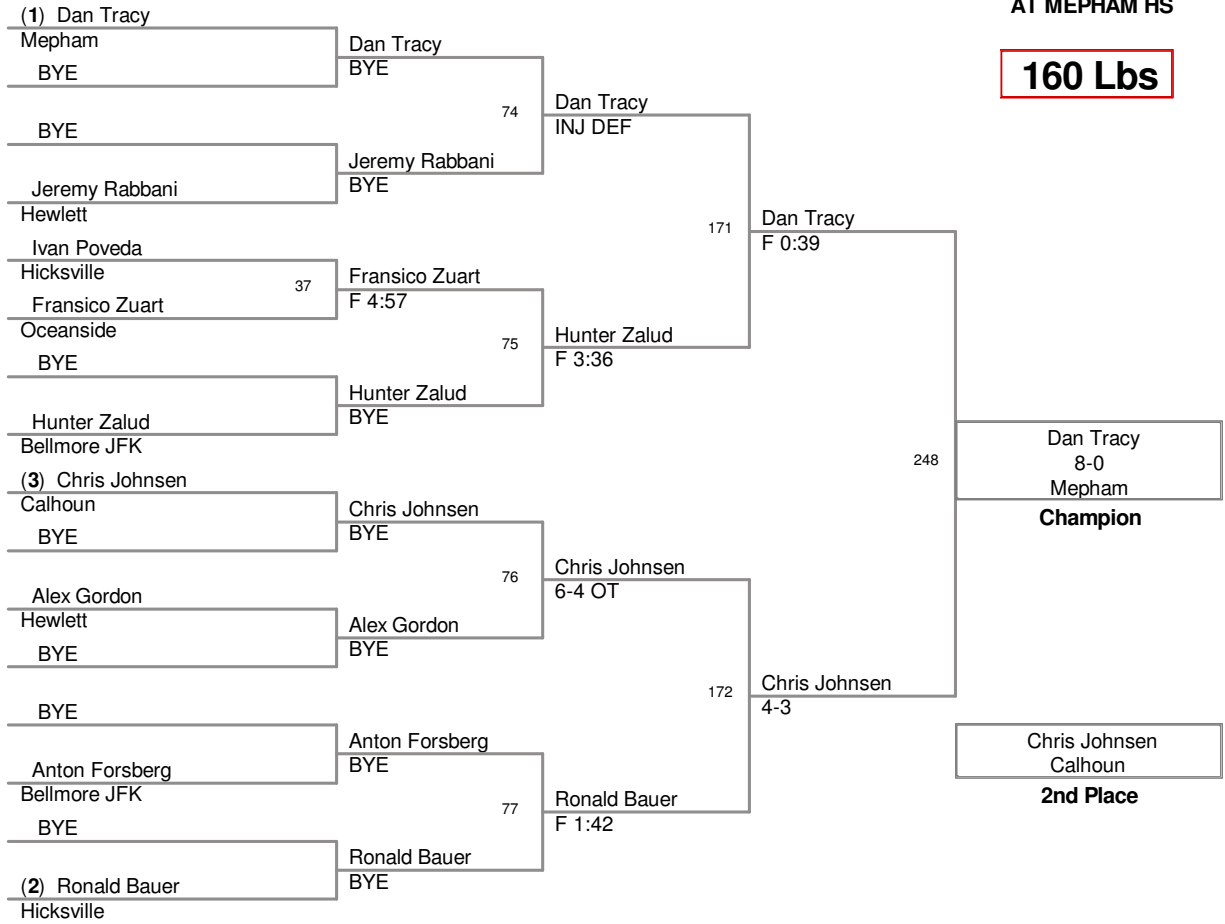 AT MEPHAM HS
160 Lbs
(1) Dan Tracy
Mepham
BYE
BYE
Jeremy Rabbani
Hewlett
Ivan Poveda
Hicksville
37
Fransico Zuart
Oceanside
BYE
Hunter Zalud
Bellmore JFK
(3) Chris Johnsen
Calhoun
BYE
Alex Gordon
Hewlett
BYE
BYE
Anton Forsberg
Bellmore JFK
BYE
(2) Ronald Bauer
Hicksville
Dan Tracy
BYE
74
Jeremy Rabbani
BYE
Fransico Zuart
F 4:57
75
Hunter Zalud
BYE
Chris Johnsen
BYE
76
Alex Gordon
BYE
Anton Forsberg
BYE
77
Ronald Bauer
BYE
Dan Tracy
INJ DEF
171
Hunter Zalud
F 3:36
Chris Johnsen
6-4 OT
172
Ronald Bauer
F 1:42
Dan Tracy
F 0:39
248
Chris Johnsen
4-3
Dan Tracy
8-0
Mepham
Champion
Chris Johnsen
Calhoun
2nd Place